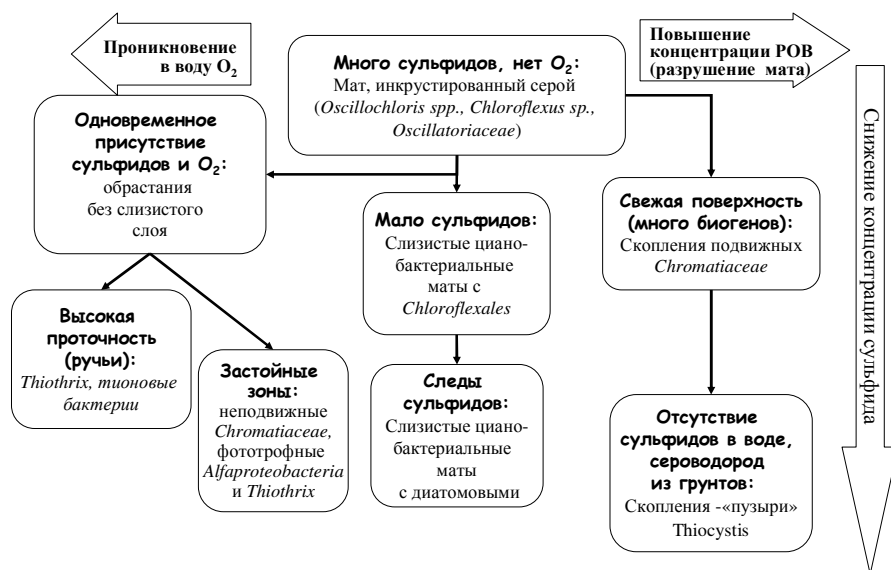 Проникновение
в воду O2
Много сульфидов, нет O2:
Мат, инкрустированный серой
(Oscillochloris spp., Chloroflexus sp.,
Oscillatoriaceae)
Повышение
концентрации РОВ
(разрушение мата)
Снижение концентрации сульфида
Одновременное
присутствие
сульфидов и O2:
обрастания
без слизистого
слоя
Мало сульфидов:
Слизистые циано-
бактериальные
маты с
Chloroflexales
Свежая поверхность
(много биогенов):
Скопления подвижных
Chromatiaceae
Высокая
проточность
(ручьи):
Thiothrix, тионовые
бактерии
Застойные
зоны:
неподвижные
Chromatiaceae,
фототрофные
Alfaproteobacteria
и Thiothrix
Следы
сульфидов:
Слизистые циано-
бактериальные
маты
с диатомовыми
Отсутствие
сульфидов в воде,
сероводород
из грунтов:
Скопления -«пузыри»
Thiocystis